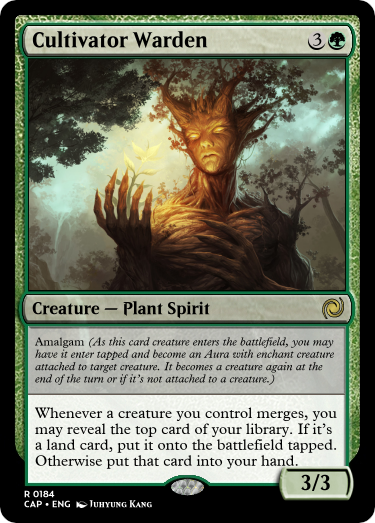 Cultivator Warden 3
Creature — Plant Spirit
Amalgam (As this card creature enters the battlefield, you may
have it enter tapped and become an Aura with enchant creature
attached to target creature. It becomes a creature again at the
end of the turn or if it's not attached to a creature.)
Whenever a creature you control merges, you
may reveal the top card of your library. If it's
a land card, put it onto the battlefield tapped.
Otherwise put that card into your hand.
3/3
R 0184
CAP • ENG Juhyung Kang